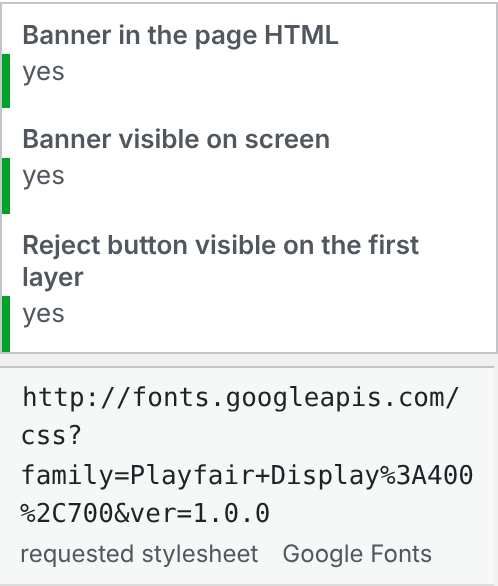 Banner in the page HTML
yes
Banner visible on screen
yes
Reject button visible on the first
layer
yes
http://fonts.googleapis.com/
css?
family=Playfair+Display%3A400
%2C700&ver=1.0.0
requested stylesheet Google Fonts